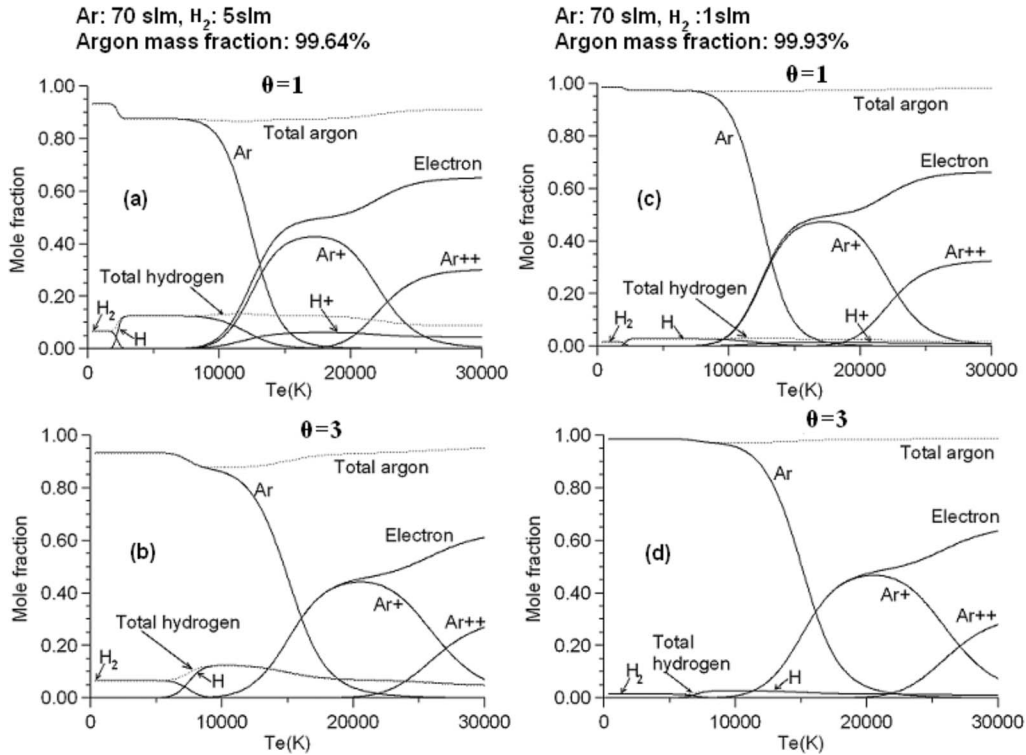 Ar: 70 slm, H₂: 5slm
Argon mass fraction: 99.64%
θ=1
1.00
0.80
0.60
0.40
0.20
0.00
Mole fraction
(a)
Total argon
Ar
Electron
Ar+
Ar++
Total hydrogen
H₂
H
H+
0
10000
20000
30000
Te(K)
θ=3
1.00
0.80
0.60
0.40
0.20
0.00
Mole fraction
(b)
Total argon
Ar
Electron
Ar+
Ar++
Total hydrogen
H₂
H
0
10000
20000
30000
Te(K)
Ar: 70 slm, H₂ :1slm
Argon mass fraction: 99.93%
θ=1
1.00
0.80
0.60
0.40
0.20
0.00
Mole fraction
(c)
Total argon
Ar
Electron
Ar+
Ar++
Total hydrogen
H₂
H
H+
0
10000
20000
30000
Te(K)
θ=3
1.00
0.80
0.60
0.40
0.20
0.00
Mole fraction
(d)
Total argon
Ar
Electron
Ar+
Ar++
Total
hydrogen
H₂
H
0
10000
20000
30000
Te(K)